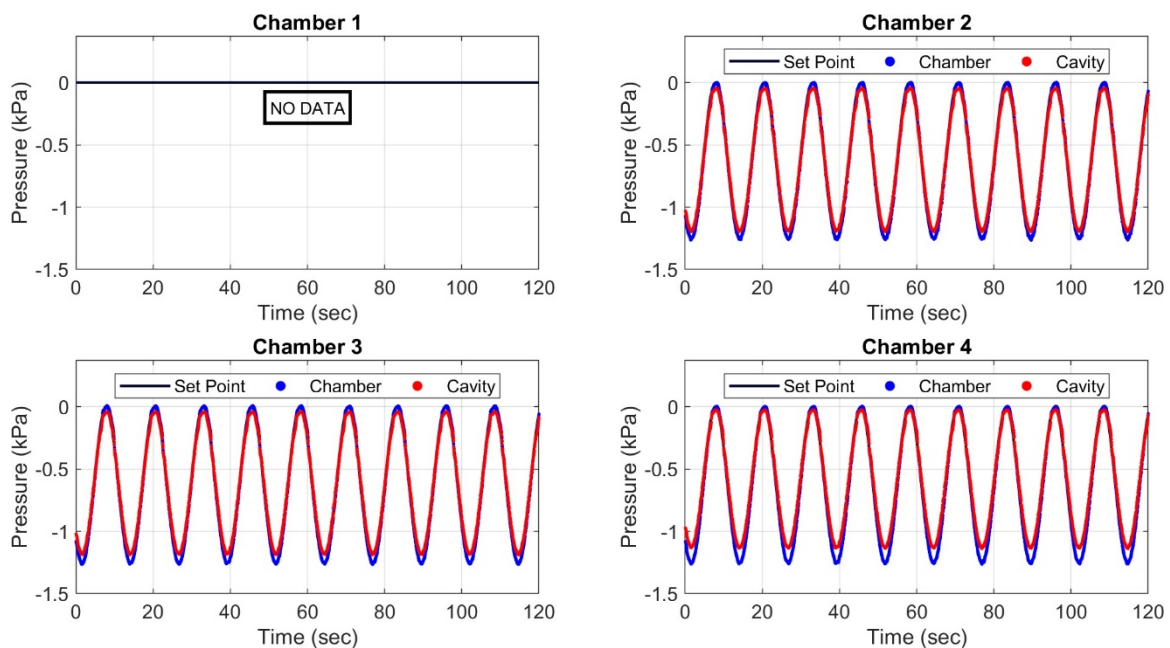 Chamber 1
Pressure (kPa)
0
-0.5
-1
-1.5
NO DATA
0 20 40 60 80 100 120
Time (sec)
Chamber 2
Pressure (kPa)
Set Point Chamber Cavity
0
-0.5
-1
-1.5
0 20 40 60 80 100 120
Time (sec)
Chamber 3
Pressure (kPa)
Set Point Chamber Cavity
0
-0.5
-1
-1.5
0 20 40 60 80 100 120
Time (sec)
Chamber 4
Pressure (kPa)
Set Point Chamber Cavity
0
-0.5
-1
-1.5
0 20 40 60 80 100 120
Time (sec)